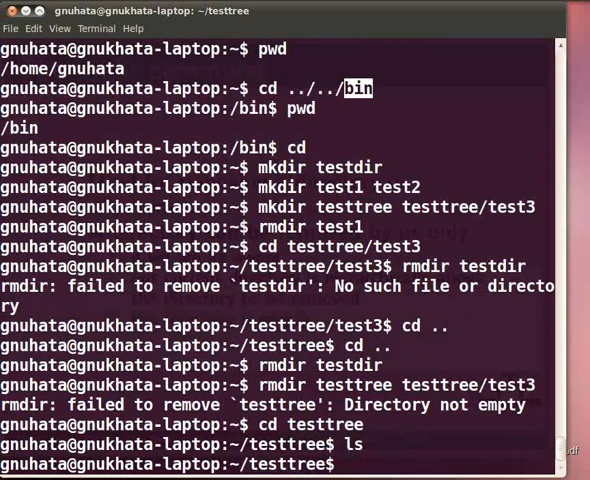 gnuhata@gnukhata-laptop: ~/testtree
File Edit View Terminal Help
gnuhata@gnukhata-laptop:~$ pwd
/home/gnuhata
gnuhata@gnukhata-laptop:~$ cd ../../bin
gnuhata@gnukhata-laptop:/bin$ pwd
/bin
gnuhata@gnukhata-laptop:/bin$ cd
gnuhata@gnukhata-laptop:~$ mkdir testdir
gnuhata@gnukhata-laptop:~$ mkdir test1 test2
gnuhata@gnukhata-laptop:~$ mkdir testtree testtree/test3
gnuhata@gnukhata-laptop:~$ rmdir test1
gnuhata@gnukhata-laptop:~$ cd testtree/test3
gnuhata@gnukhata-laptop:~/testtree/test3$ rmdir testdir
rmdir: failed to remove `testdir': No such file or directo
ry
gnuhata@gnukhata-laptop:~/testtree/test3$ cd ..
gnuhata@gnukhata-laptop:~/testtree$ cd ..
gnuhata@gnukhata-laptop:~$ rmdir testdir
gnuhata@gnukhata-laptop:~$ rmdir testtree testtree/test3
rmdir: failed to remove `testtree': Directory not empty
gnuhata@gnukhata-laptop:~$ cd testtree
gnuhata@gnukhata-laptop:~/testtree$ ls
gnuhata@gnukhata-laptop:~/testtree$